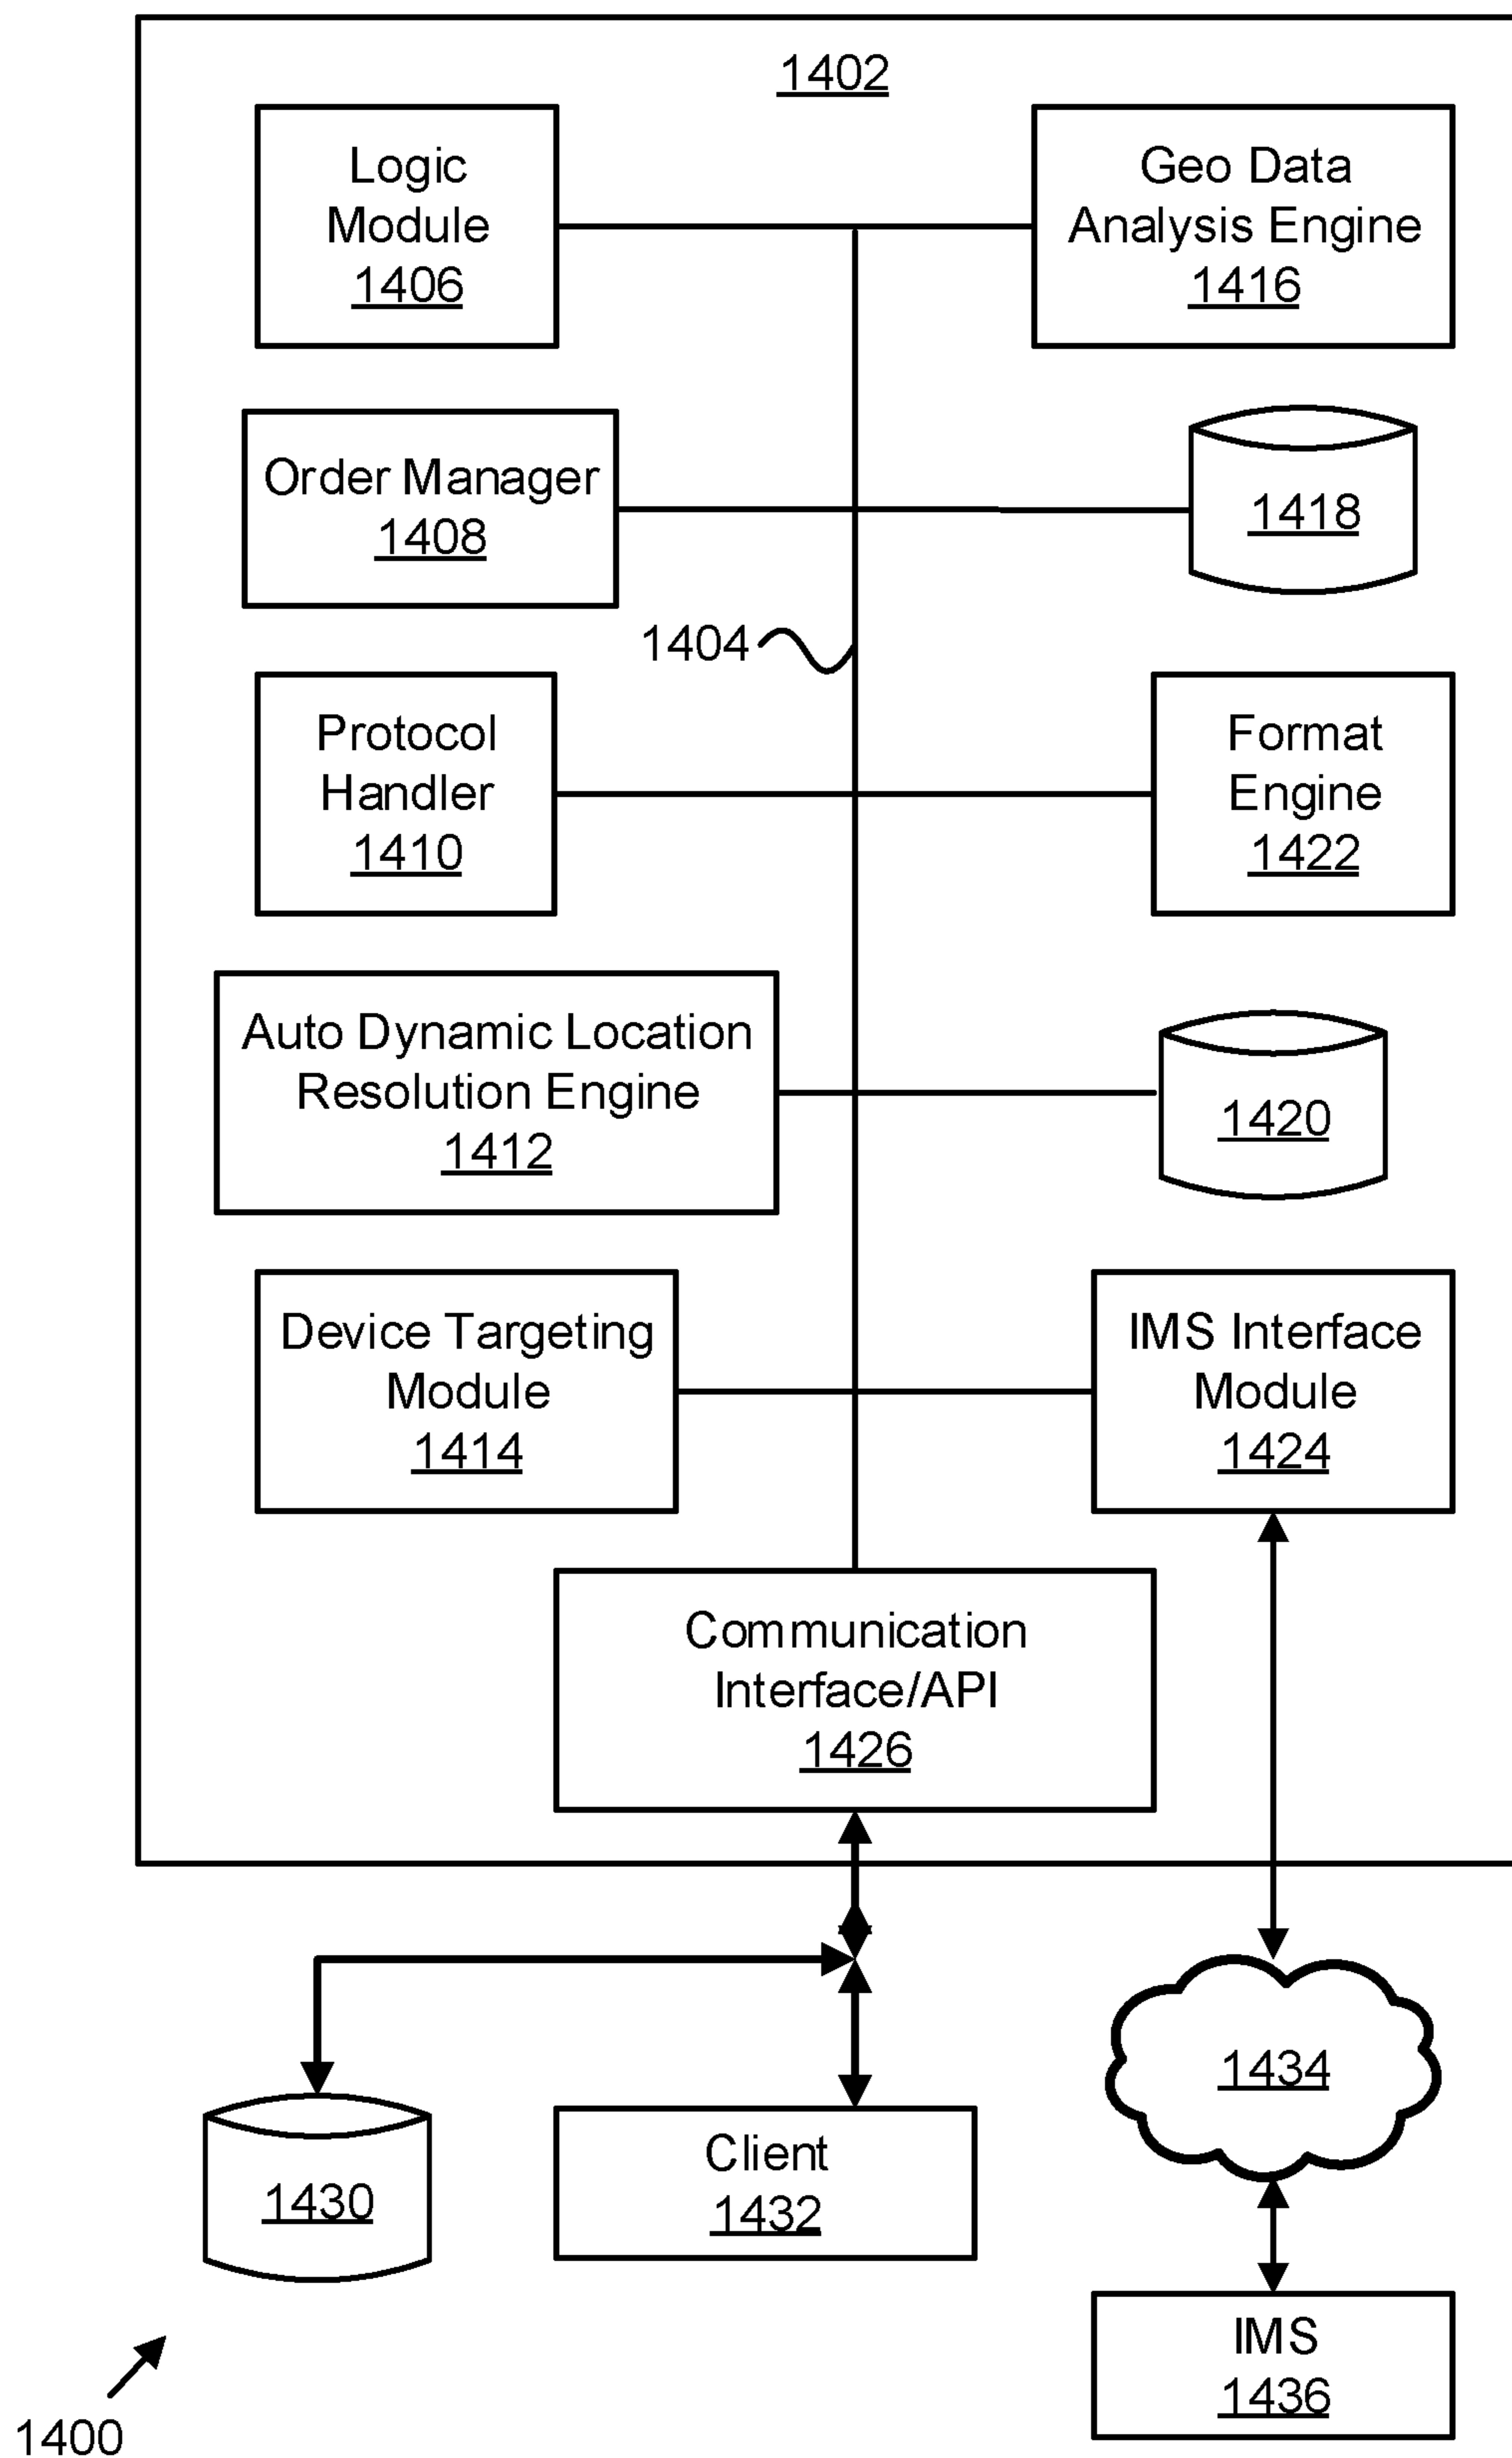 1402
Logic
Module
1406
Geo Data
Analysis Engine
1416
Order Manager
1408
1418
1404
Protocol
Handler
1410
Format
Engine
1422
Auto Dynamic Location
Resolution Engine
1412
1420
Device Targeting
Module
1414
IMS Interface
Module
1424
Communication
Interface/API
1426
1434
1430
Client
1432
IMS
1436
1400